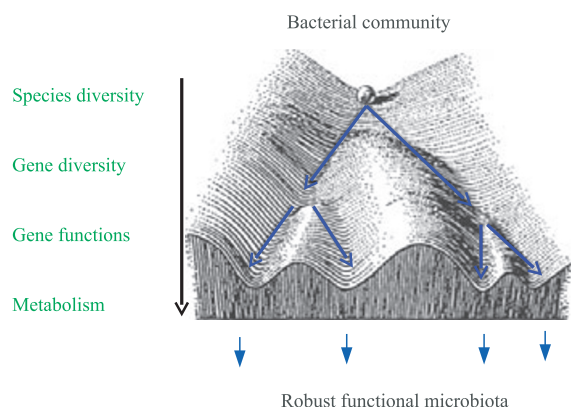 Bacterial community
Species diversity
Gene diversity
Gene functions
Metabolism
Robust functional microbiota